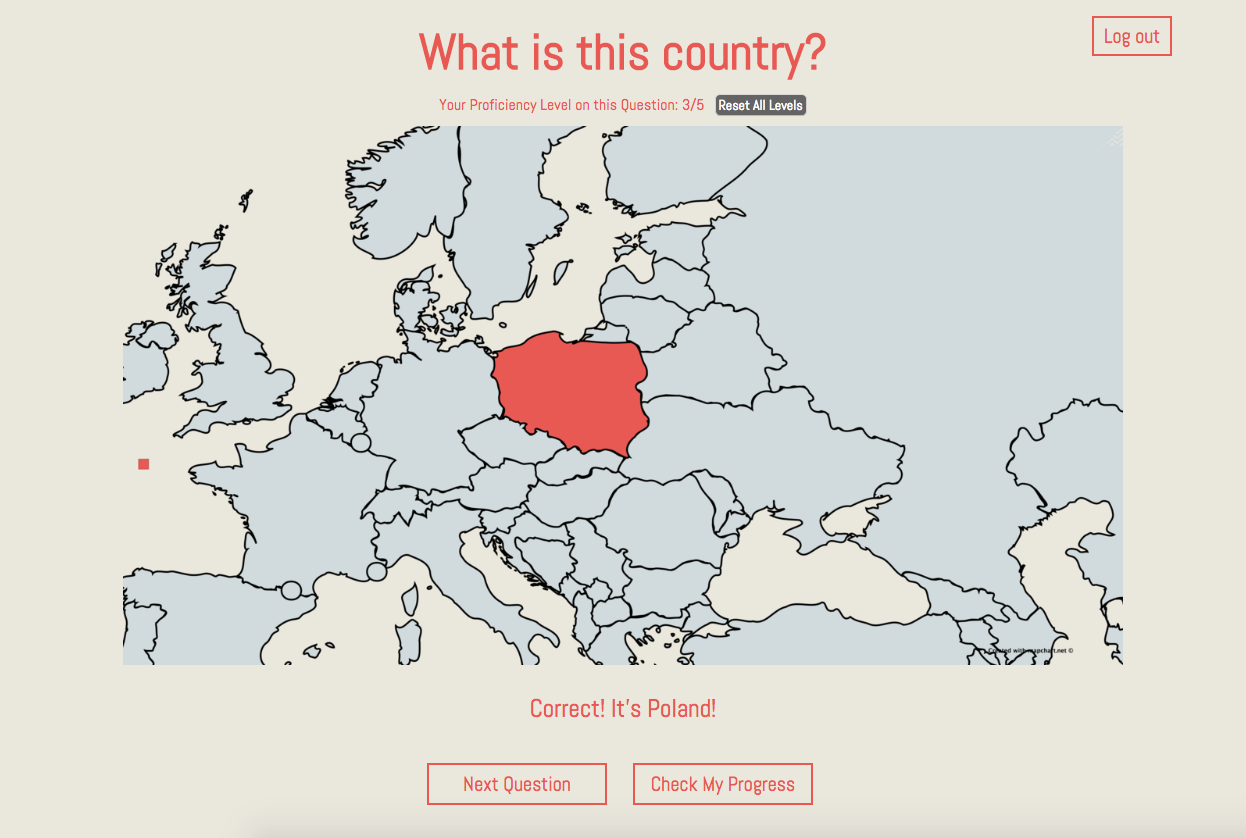 What is this country?
Log out
Your Proficiency Level on this Question: 3/5 Reset All Levels
Created with mapchart.net ©
Correct! It's Poland!
Next Question Check My Progress